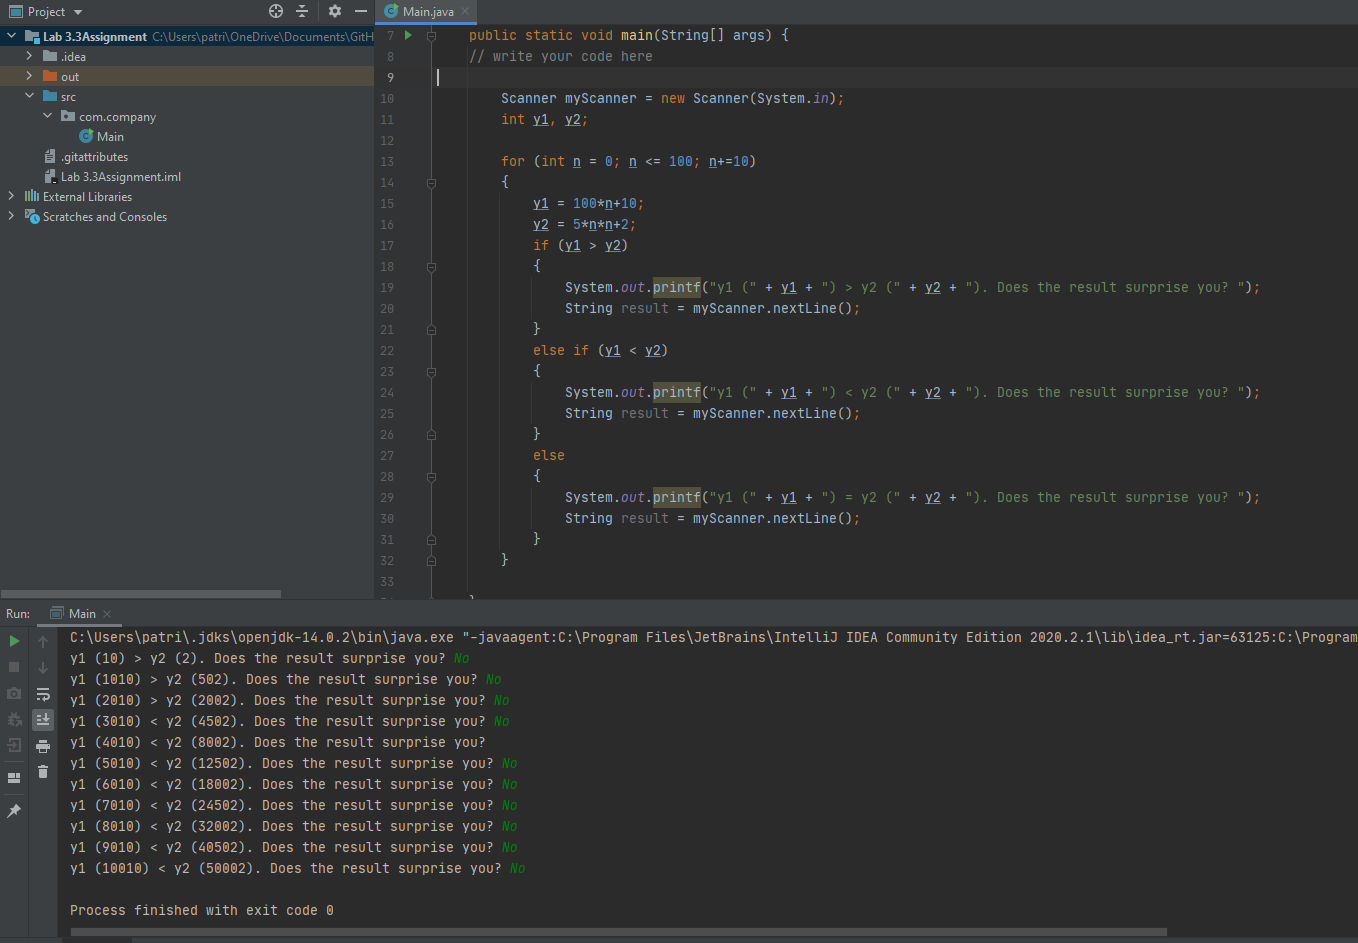 Project
Main.java
Lab 3.3Assignment C:\Users\patri\OneDrive\Documents\GitH
.idea
out
src
com.company
Main
.gitattributes
Lab 3.3Assignment.iml
External Libraries
Scratches and Consoles
7 public static void main(String[] args) {
8 // write your code here
9
10 Scanner myScanner = new Scanner(System.in);
11 int y1, y2;
12
13 for (int n = 0; n <= 100; n+=10)
14 {
15 y1 = 100*n+10;
16 y2 = 5*n*n+2;
17 if (y1 > y2)
18 {
19 System.out.printf("y1 (" + y1 + ") > y2 (" + y2 + "). Does the result surprise you? ");
20 String result = myScanner.nextLine();
21 }
22 else if (y1 < y2)
23 {
24 System.out.printf("y1 (" + y1 + ") < y2 (" + y2 + "). Does the result surprise you? ");
25 String result = myScanner.nextLine();
26 }
27 else
28 {
29 System.out.printf("y1 (" + y1 + ") = y2 (" + y2 + "). Does the result surprise you? ");
30 String result = myScanner.nextLine();
31 }
32 }
33
Run: Main
C:\Users\patri\.jdks\openjdk-14.0.2\bin\java.exe "-javaagent:C:\Program Files\JetBrains\IntelliJ IDEA Community Edition 2020.2.1\lib\idea_rt.jar=63125:C:\Program
y1 (10) > y2 (2). Does the result surprise you? No
y1 (1010) > y2 (502). Does the result surprise you? No
y1 (2010) > y2 (2002). Does the result surprise you? No
y1 (3010) < y2 (4502). Does the result surprise you? No
y1 (4010) < y2 (8002). Does the result surprise you?
y1 (5010) < y2 (12502). Does the result surprise you? No
y1 (6010) < y2 (18002). Does the result surprise you? No
y1 (7010) < y2 (24502). Does the result surprise you? No
y1 (8010) < y2 (32002). Does the result surprise you? No
y1 (9010) < y2 (40502). Does the result surprise you? No
y1 (10010) < y2 (50002). Does the result surprise you? No
Process finished with exit code 0